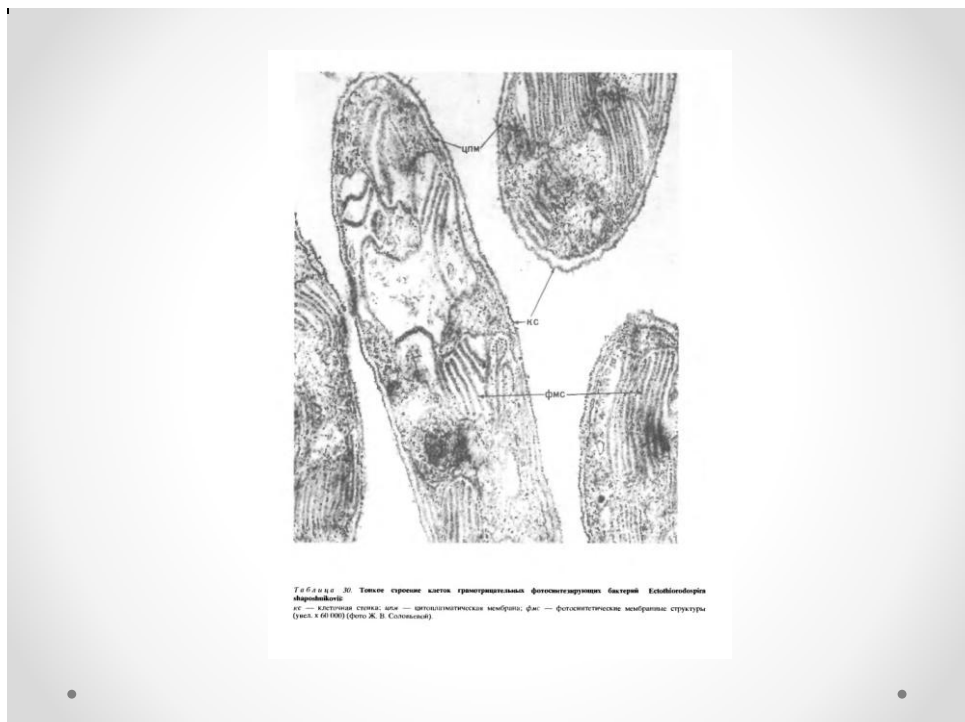 цпм
кс
фмс
Таблица 30. Тонкое строение клеток грамотрицательных фотосинтезирующих бактерий Ectothiorodospira
shaposhnikovii:
кс — клеточная стенка; цпм — цитоплазматическая мембрана; фмс — фотосинтетические мембранные структуры
(увел. х 60 000) (фото Ж. В. Соловьевой).